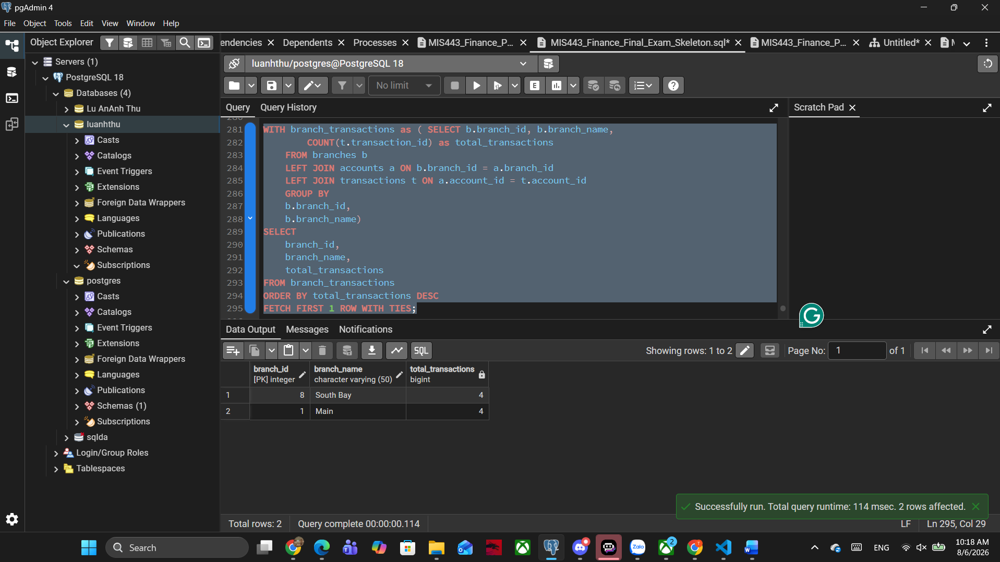 pgAdmin 4
File Object Tools Edit View Window Help
Object Explorer
endencies
Dependents
Processes
MIS443_Finance_P...
MIS443_Finance_Final_Exam_Skeleton.sql*
MIS443_Finance_P...
Untitled*
Servers (1)
PostgreSQL 18
Databases (4)
Lu AnAnh Thu
luanhthu
Casts
Catalogs
Event Triggers
Extensions
Foreign Data Wrappers
Languages
Publications
Schemas
Subscriptions
postgres
Casts
Catalogs
Event Triggers
Extensions
Foreign Data Wrappers
Languages
Publications
Schemas (1)
Subscriptions
sqlda
Login/Group Roles
Tablespaces
luanhthu/postgres@PostgreSQL 18
No limit
E
Query Query History
Scratch Pad
281 WITH branch_transactions as ( SELECT b.branch_id, b.branch_name,
282 COUNT(t.transaction_id) as total_transactions
283 FROM branches b
284 LEFT JOIN accounts a ON b.branch_id = a.branch_id
285 LEFT JOIN transactions t ON a.account_id = t.account_id
286 GROUP BY
287 b.branch_id,
288 b.branch_name)
289 SELECT
290 branch_id,
291 branch_name,
292 total_transactions
293 FROM branch_transactions
294 ORDER BY total_transactions DESC
295 FETCH FIRST 1 ROW WITH TIES;
Data Output Messages Notifications
SQL
Showing rows: 1 to 2
Page No: 1 of 1
branch_id [PK] integer
branch_name character varying (50)
total_transactions bigint
1 8 South Bay 4
2 1 Main 4
Successfully run. Total query runtime: 114 msec. 2 rows affected.
Total rows: 2
Query complete 00:00:00.114
LF
Ln 295, Col 29
Search
Zalo
2
ENG
10:18 AM
8/6/2026